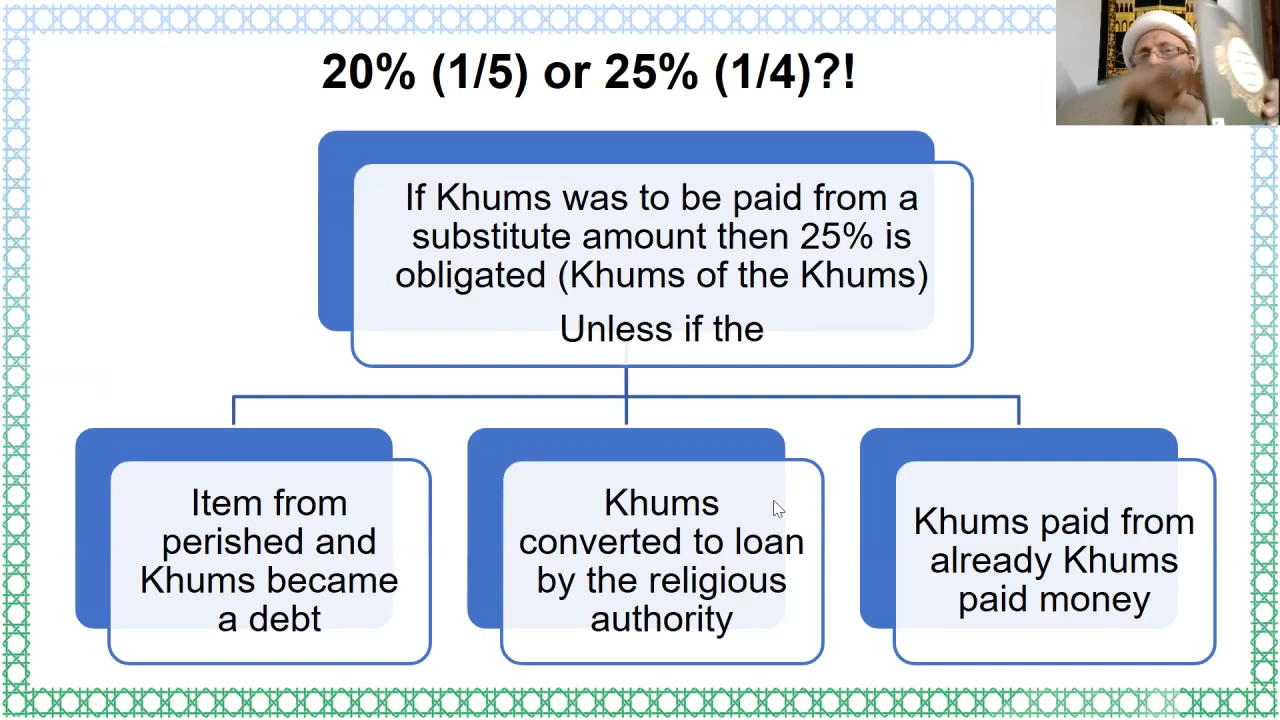 20% (1/5) or 25% (1/4)?!
If Khums was to be paid from a
substitute amount then 25% is
obligated (Khums of the Khums)
Unless if the
Item from
perished and
Khums became
a debt
Khums
converted to loan
by the religious
authority
Khums paid from
already Khums
paid money